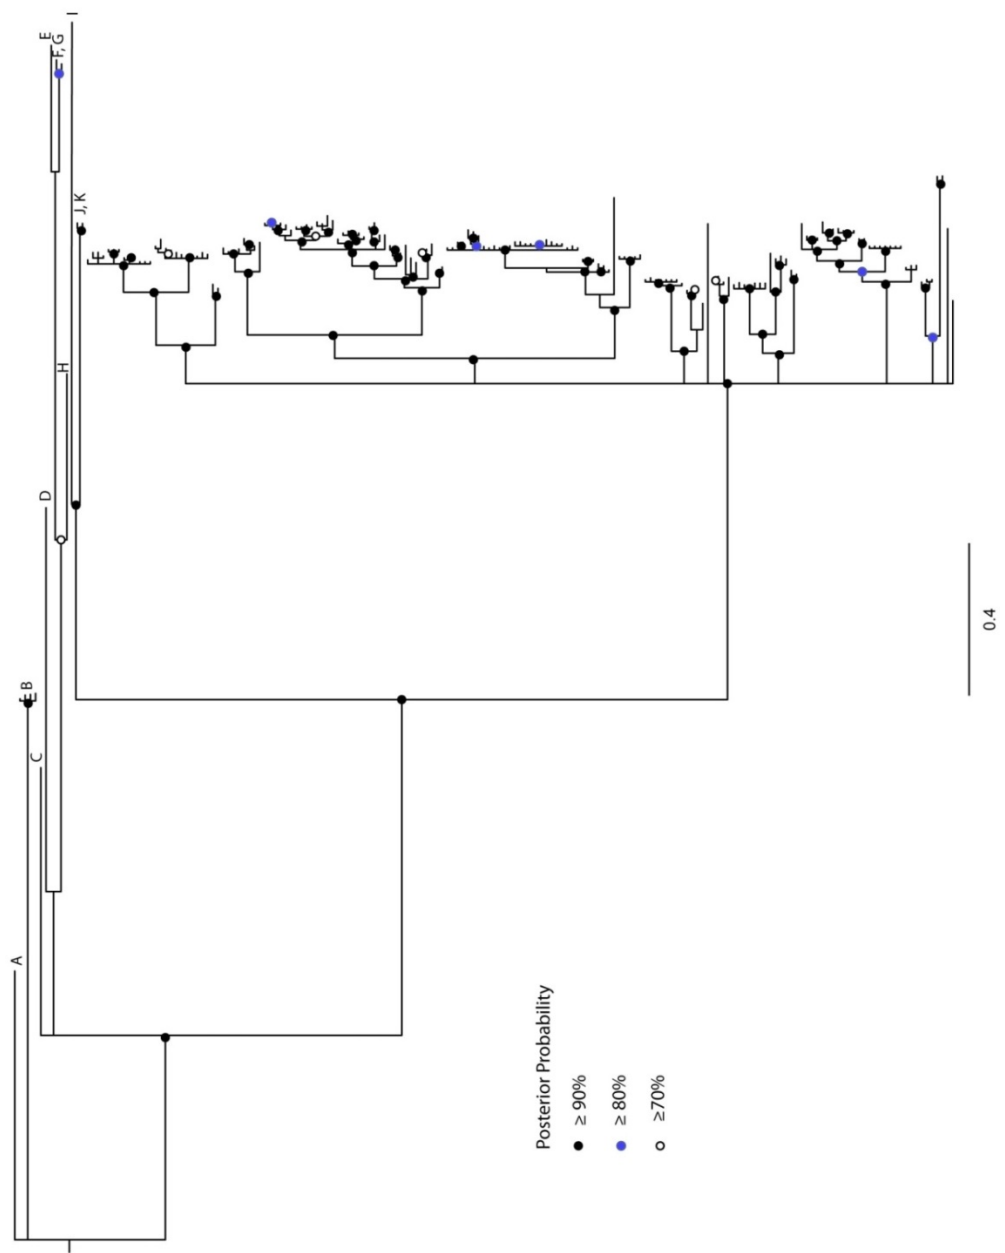 A
B
C
D
E
F, G
H
I
J, K
Posterior Probability
≥ 90%
≥ 80%
≥70%
0.4